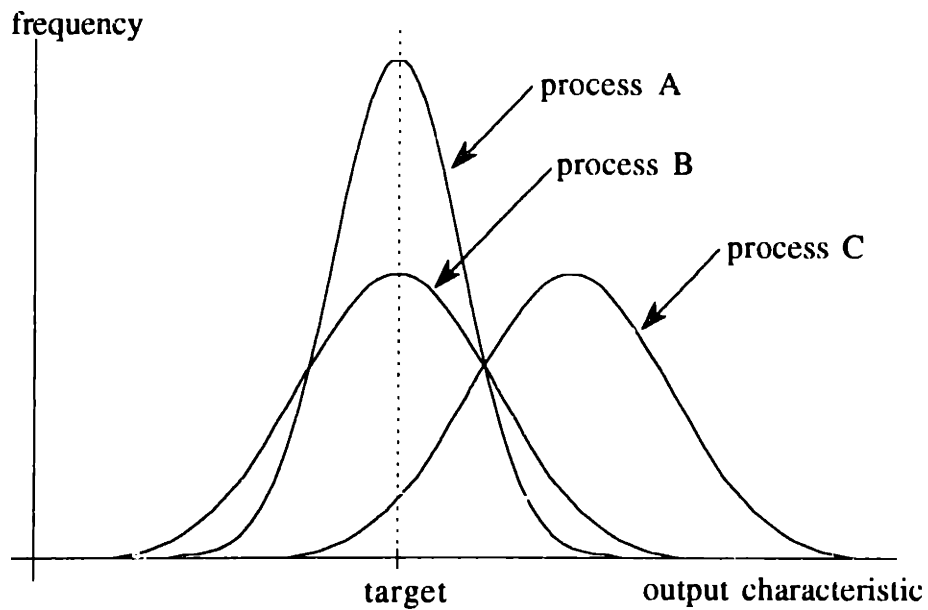 frequency
process A
process B
process C
target
output characteristic